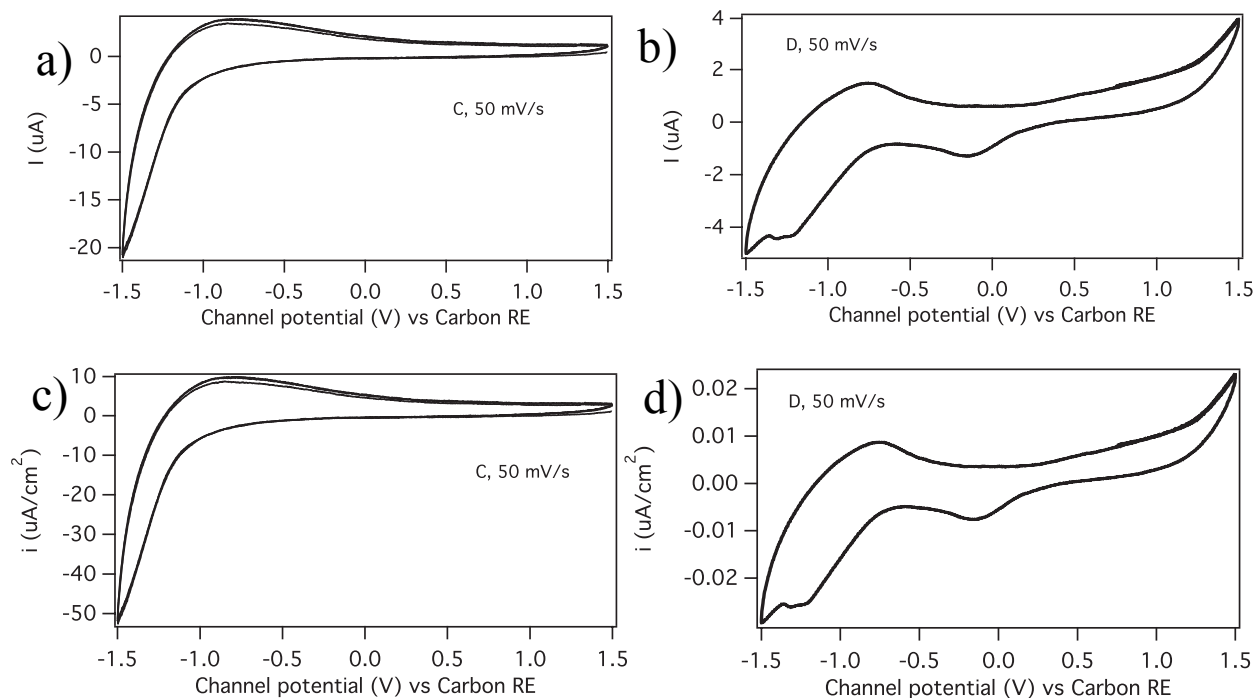 a)
I (uA)
0
-5
-10
-15
-20
C, 50 mV/s
-1.5 -1.0 -0.5 0.0 0.5 1.0 1.5
Channel potential (V) vs Carbon RE
b)
I (uA)
4
2
0
-2
-4
D, 50 mV/s
-1.5 -1.0 -0.5 0.0 0.5 1.0 1.5
Channel potential (V) vs Carbon RE
c)
i (uA/cm²)
10
0
-10
-20
-30
-40
-50
C, 50 mV/s
-1.5 -1.0 -0.5 0.0 0.5 1.0 1.5
Channel potential (V) vs Carbon RE
d)
i (uA/cm²)
0.02
0.01
0.00
-0.01
-0.02
D, 50 mV/s
-1.5 -1.0 -0.5 0.0 0.5 1.0 1.5
Channel potential (V) vs Carbon RE